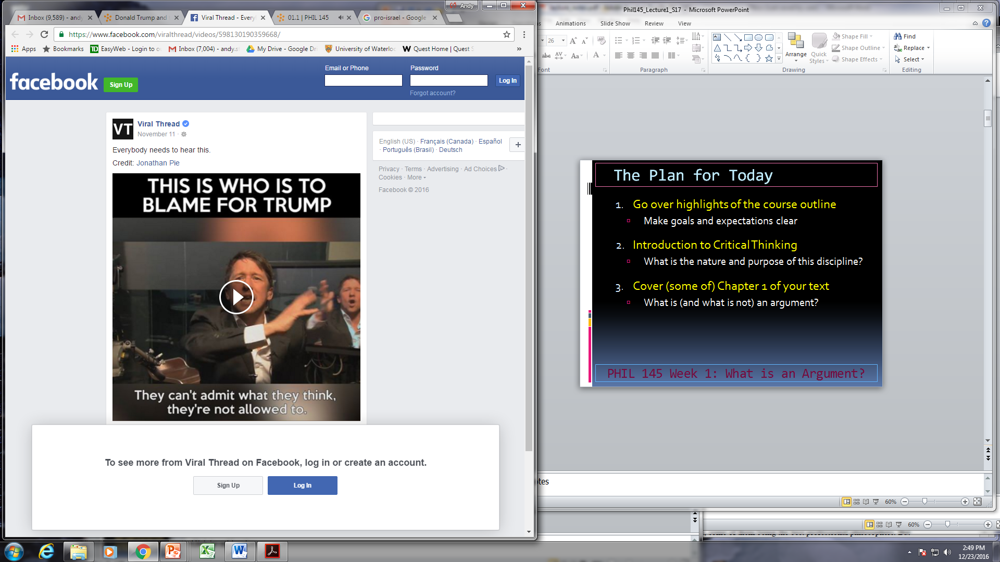 Andy
Inbox (9,589) - andy
Donald Trump and
Viral Thread - Every
01.1 | PHIL 145
pro-israel - Google
https://www.facebook.com/viralthread/videos/598130190359668/
Apps
Bookmarks
EasyWeb - Login to o
Inbox (7,004) - andy.s
My Drive - Google Dri
University of Waterloo
Quest Home | Quest S
»
facebook
Sign Up
Email or Phone
Password
Log In
Forgot account?
VT
Viral Thread
November 11 ·
Everybody needs to hear this.
Credit: Jonathan Pie
THIS IS WHO IS TO
BLAME FOR TRUMP
They can't admit what they think,
they're not allowed to.
English (US) · Français (Canada) · Español
· Português (Brasil) · Deutsch
+
Privacy · Terms · Advertising · Ad Choices ·
Cookies · More
Facebook © 2016
To see more from Viral Thread on Facebook, log in or create an account.
Sign Up
Log In
Phil145_Lecture1_S17 - Microsoft PowerPoint
Animations
Slide Show
Review
View
26
A A
abc AV Aa A
Font
Paragraph
Arrange
Quick
Styles
Shape Fill
Shape Outline
Shape Effects
Drawing
Find
Replace
Select
Editing
The Plan for Today
1. Go over highlights of the course outline
Make goals and expectations clear
2. Introduction to Critical Thinking
What is the nature and purpose of this discipline?
3. Cover (some of) Chapter 1 of your text
What is (and what is not) an argument?
PHIL 145 Week 1: What is an Argument?
otes
60%
60%
2:49 PM
12/23/2016